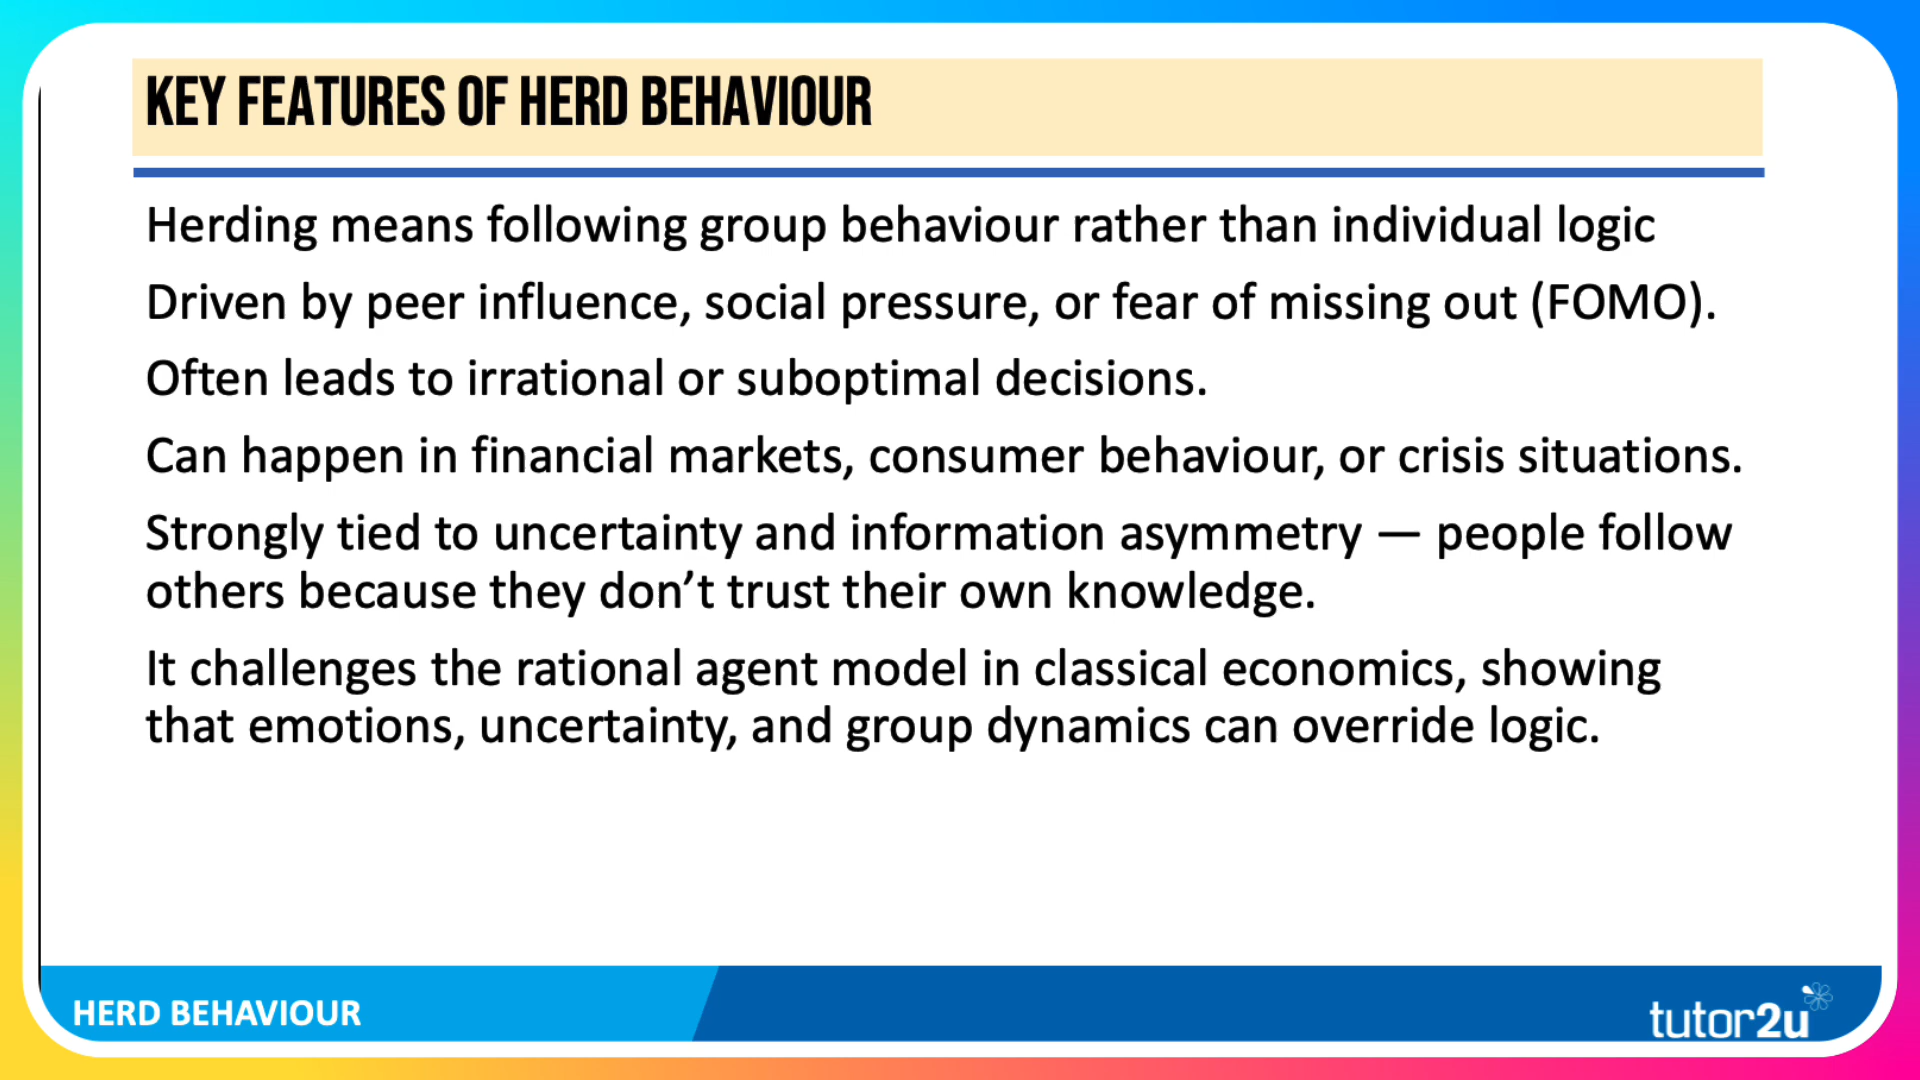 KEY FEATURES OF HERD BEHAVIOUR
Herding means following group behaviour rather than individual logic
Driven by peer influence, social pressure, or fear of missing out (FOMO).
Often leads to irrational or suboptimal decisions.
Can happen in financial markets, consumer behaviour, or crisis situations.
Strongly tied to uncertainty and information asymmetry — people follow
others because they don’t trust their own knowledge.
It challenges the rational agent model in classical economics, showing
that emotions, uncertainty, and group dynamics can override logic.
HERD BEHAVIOUR
tutor2u